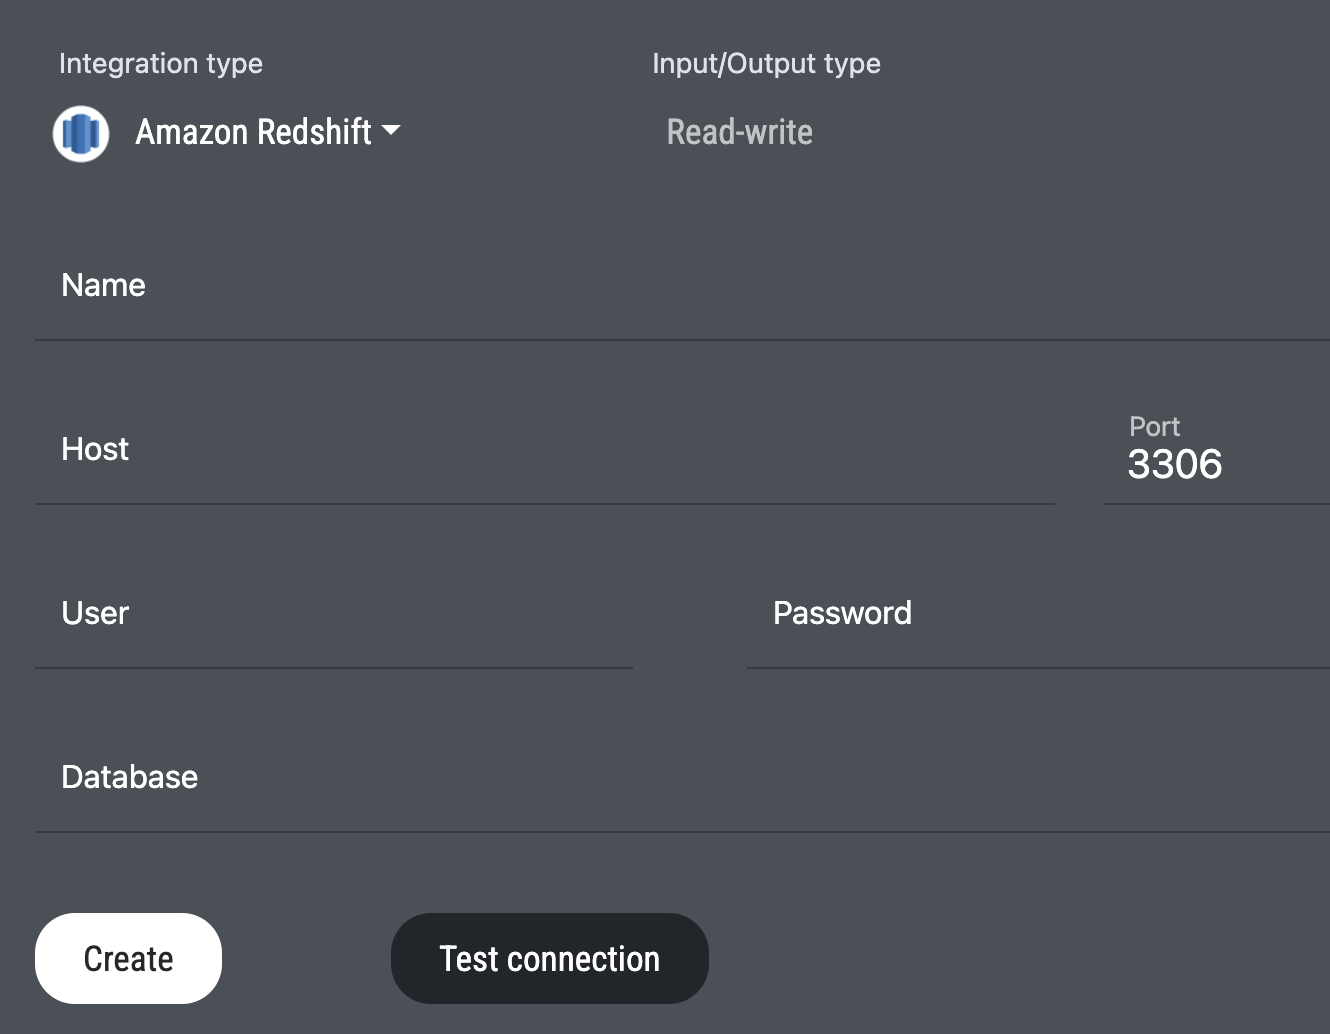 Integration type
Input/Output type
Amazon Redshift
Read-write
Name
Host
Port
3306
User
Password
Database
Create
Test connection